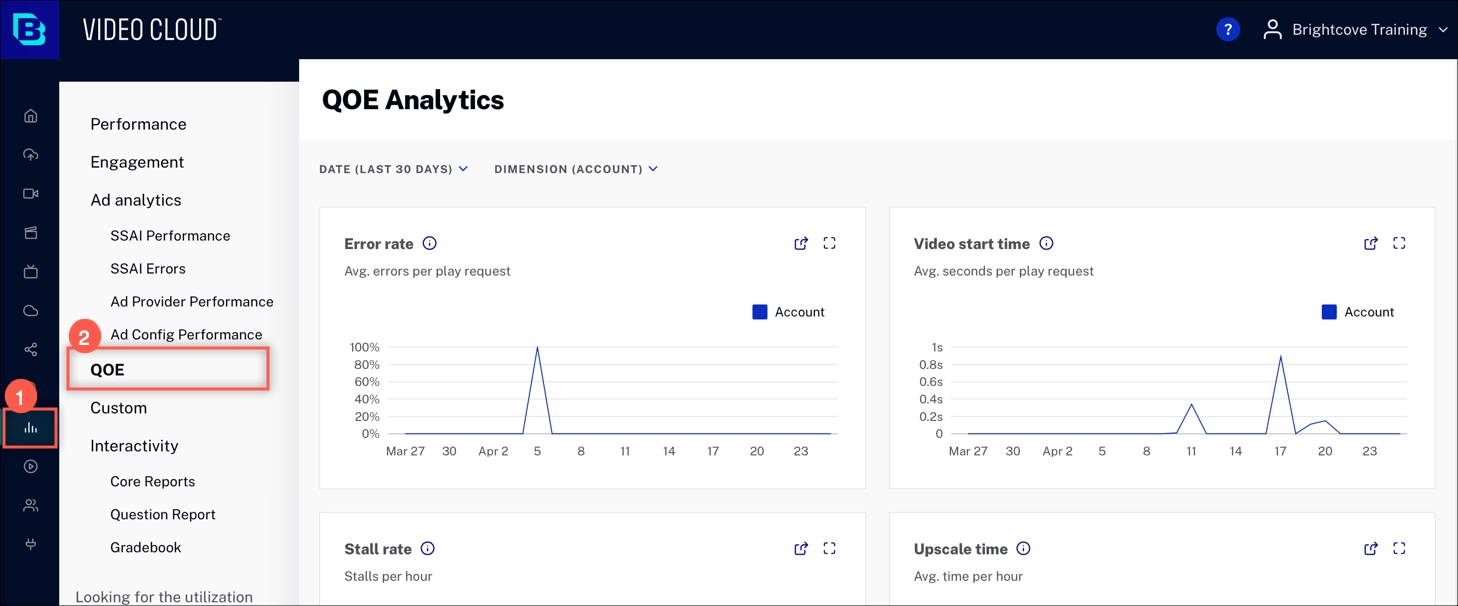 VIDEO CLOUD™
?
Brightcove Training
Performance
Engagement
Ad analytics
SSAI Performance
SSAI Errors
Ad Provider Performance
Ad Config Performance
2
QOE
1
Custom
Interactivity
Core Reports
Question Report
Gradebook
Looking for the utilization
QOE Analytics
DATE (LAST 30 DAYS) DIMENSION (ACCOUNT)
Error rate
Avg. errors per play request
Account
100%
80%
60%
40%
20%
0%
Mar 27 30 Apr 2 5 8 11 14 17 20 23
Video start time
Avg. seconds per play request
Account
1s
0.8s
0.6s
0.4s
0.2s
0
Mar 27 30 Apr 2 5 8 11 14 17 20 23
Stall rate
Stalls per hour
Upscale time
Avg. time per hour